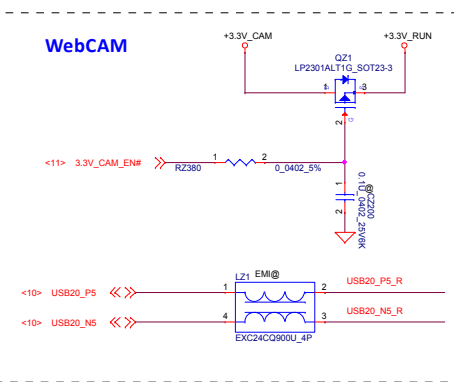 WebCAM
+3.3V_CAM
+3.3V_RUN
QZ1
LP2301ALT1G_SOT23-3
1
3
D
S
G
2
<11> 3.3V_CAM_EN#
1
2
RZ380
0_0402_5%
1
2
@CZ200
0.1U_0402_25V6K
LZ1
EMI@
<10> USB20_P5
1
2
USB20_P5_R
<10> USB20_N5
4
3
USB20_N5_R
EXC24CQ900U_4P